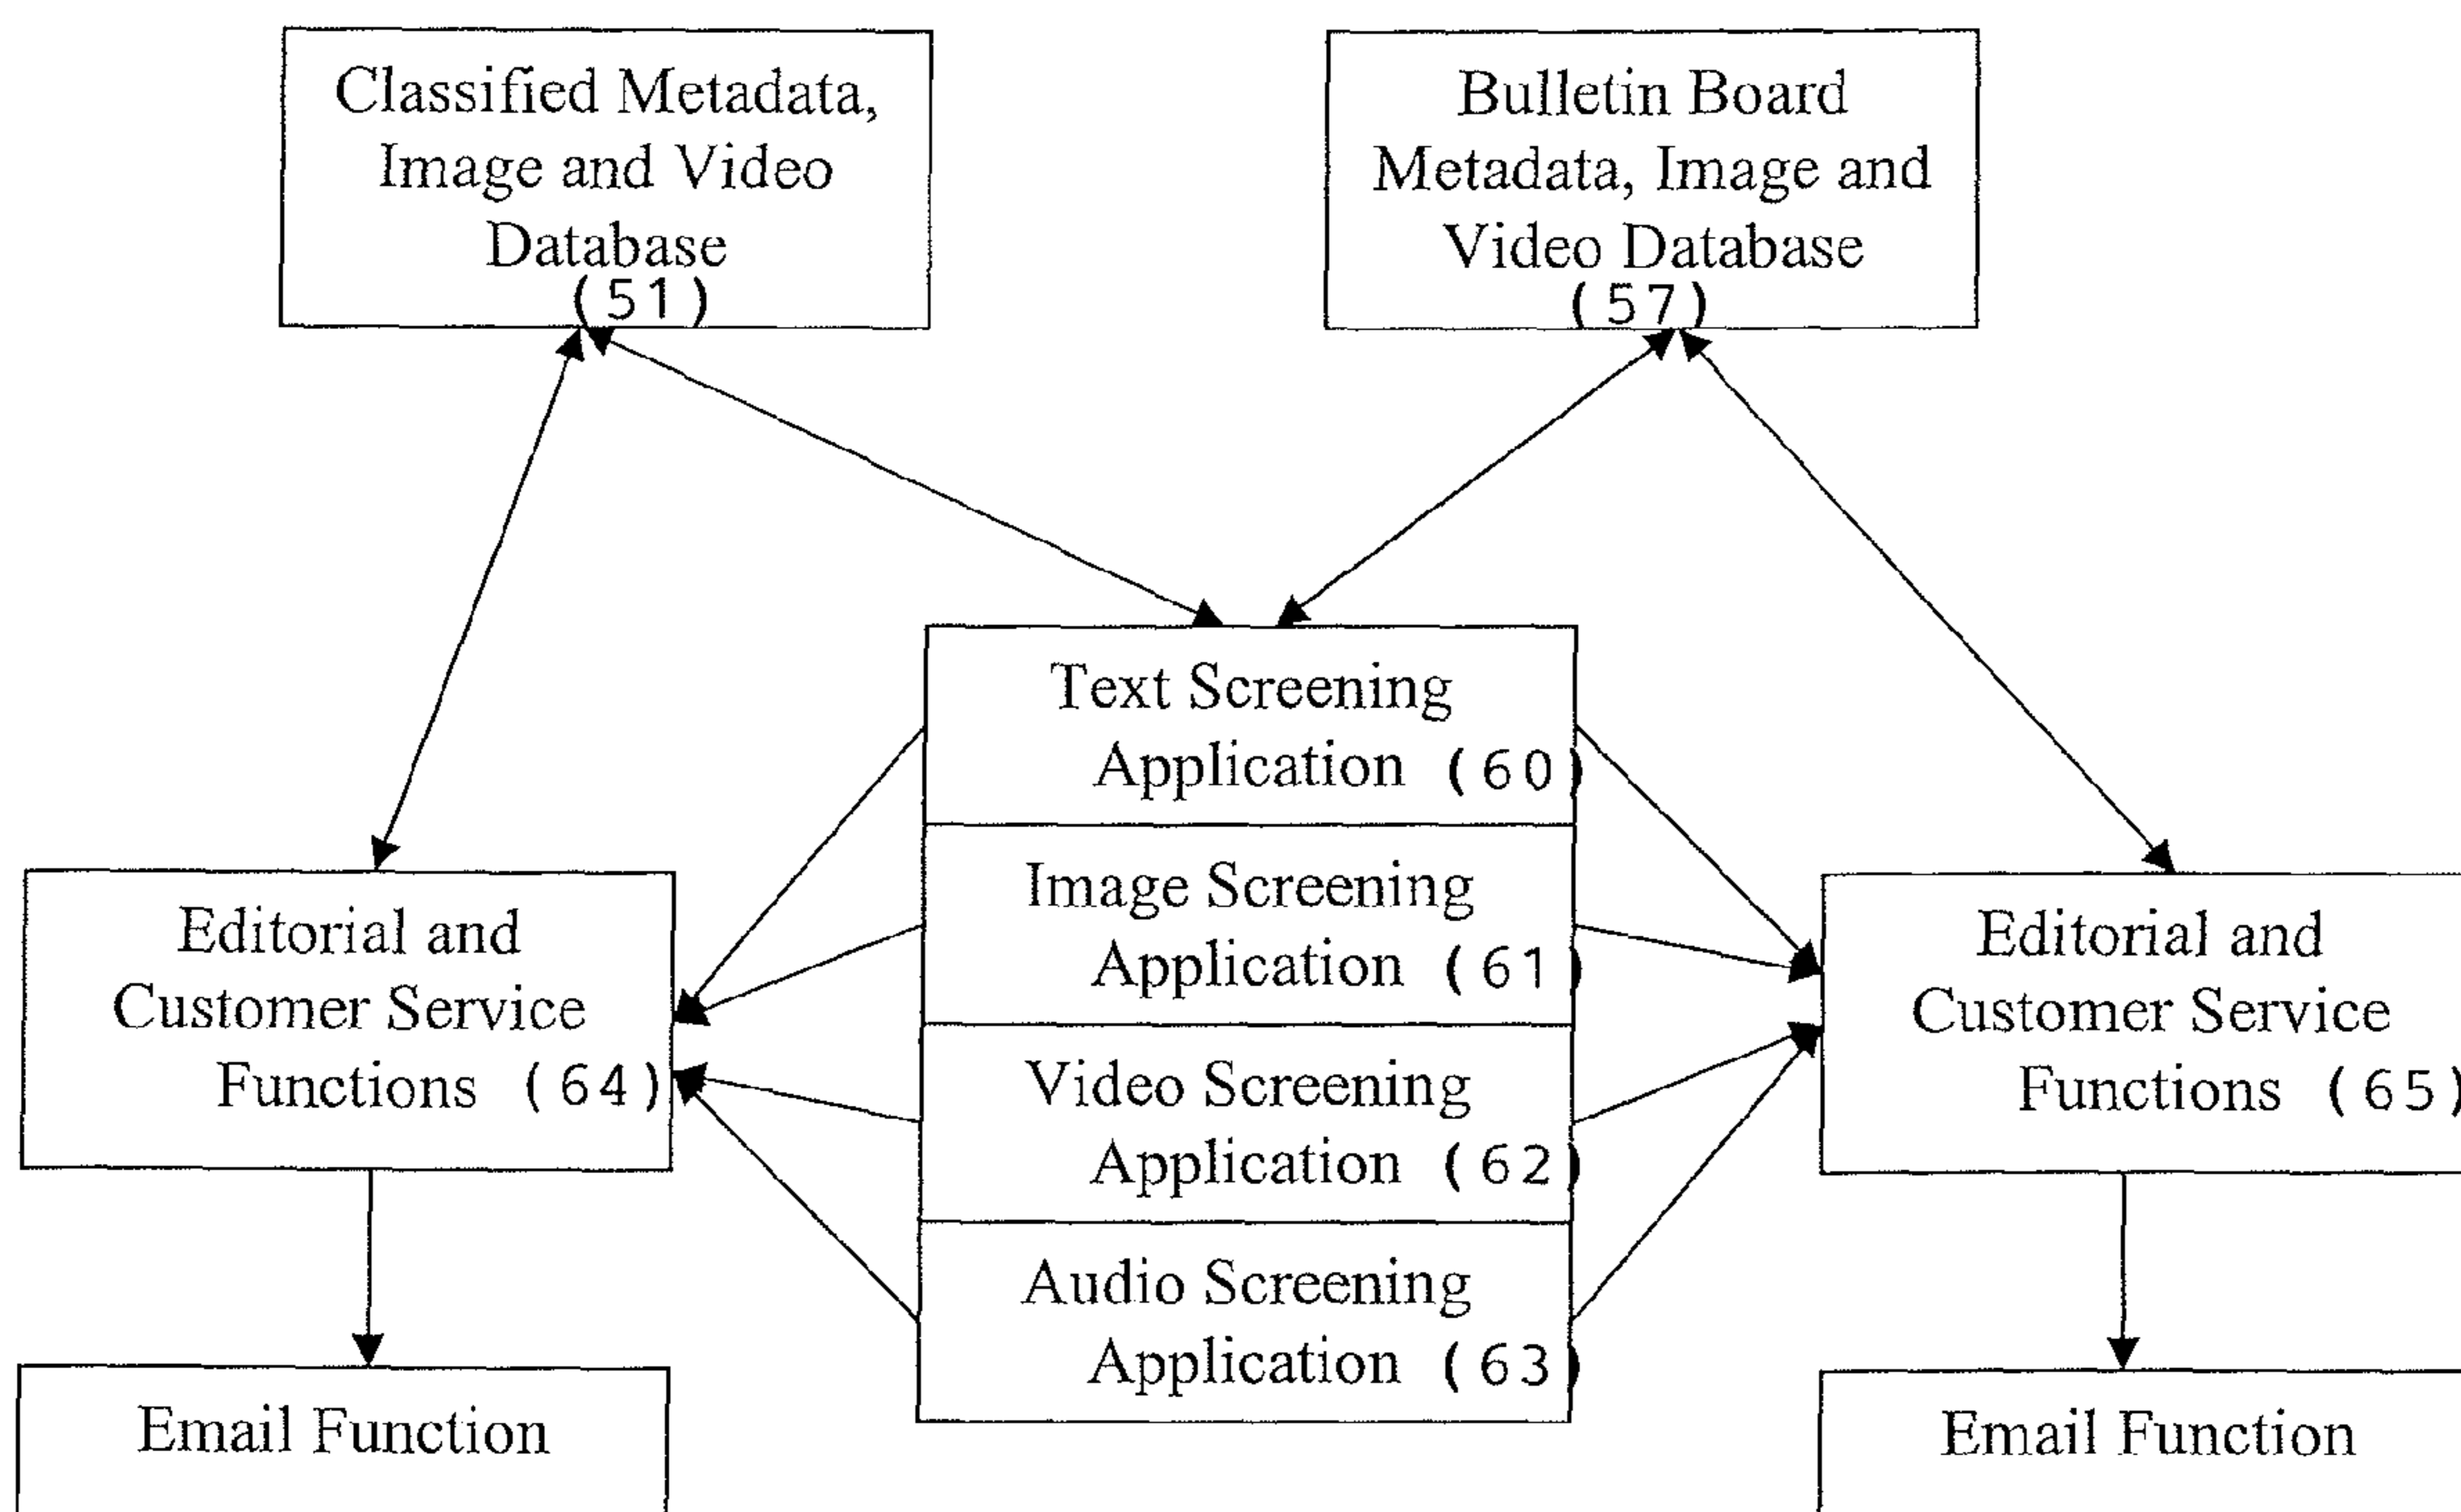 Classified Metadata,
Image and Video
Database
(51)
Bulletin Board
Metadata, Image and
Video Database
(57)
Text Screening
Application (60)
Image Screening
Application (61)
Video Screening
Application (62)
Audio Screening
Application (63)
Editorial and
Customer Service
Functions (64)
Editorial and
Customer Service
Functions (65)
Email Function
Email Function